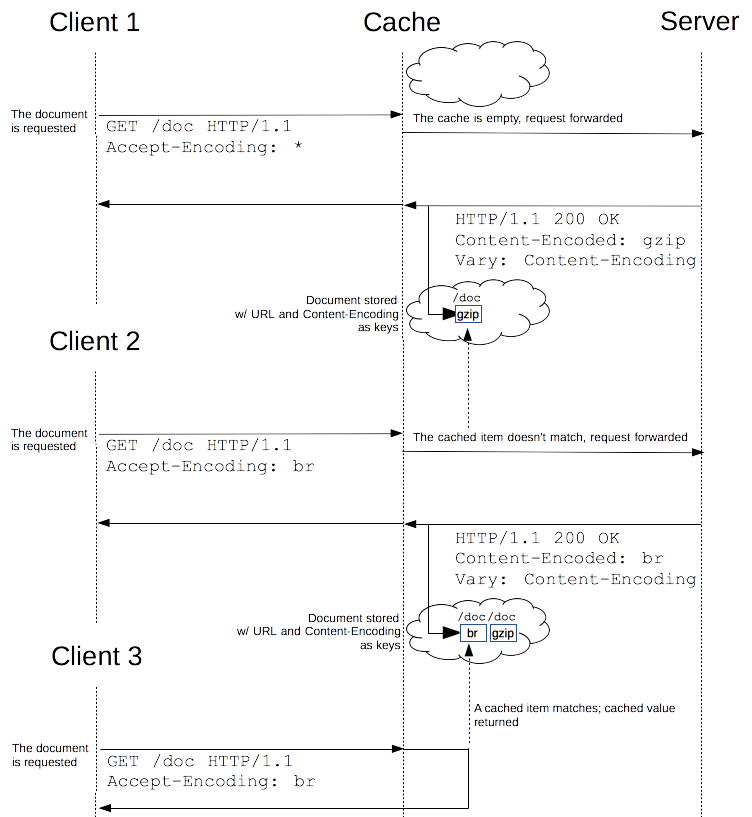 Client 1
Cache
Server
The document
is requested
GET /doc HTTP/1.1
Accept-Encoding: *
The cache is empty, request forwarded
HTTP/1.1 200 OK
Content-Encoded: gzip
Vary: Content-Encoding
Document stored
w/ URL and Content-Encoding
as keys
/doc
gzip
Client 2
The document
is requested
GET /doc HTTP/1.1
Accept-Encoding: br
The cached item doesn't match, request forwarded
HTTP/1.1 200 OK
Content-Encoded: br
Vary: Content-Encoding
Document stored
w/ URL and Content-Encoding
as keys
/doc /doc
br gzip
Client 3
A cached item matches; cached value
returned
The document
is requested
GET /doc HTTP/1.1
Accept-Encoding: br